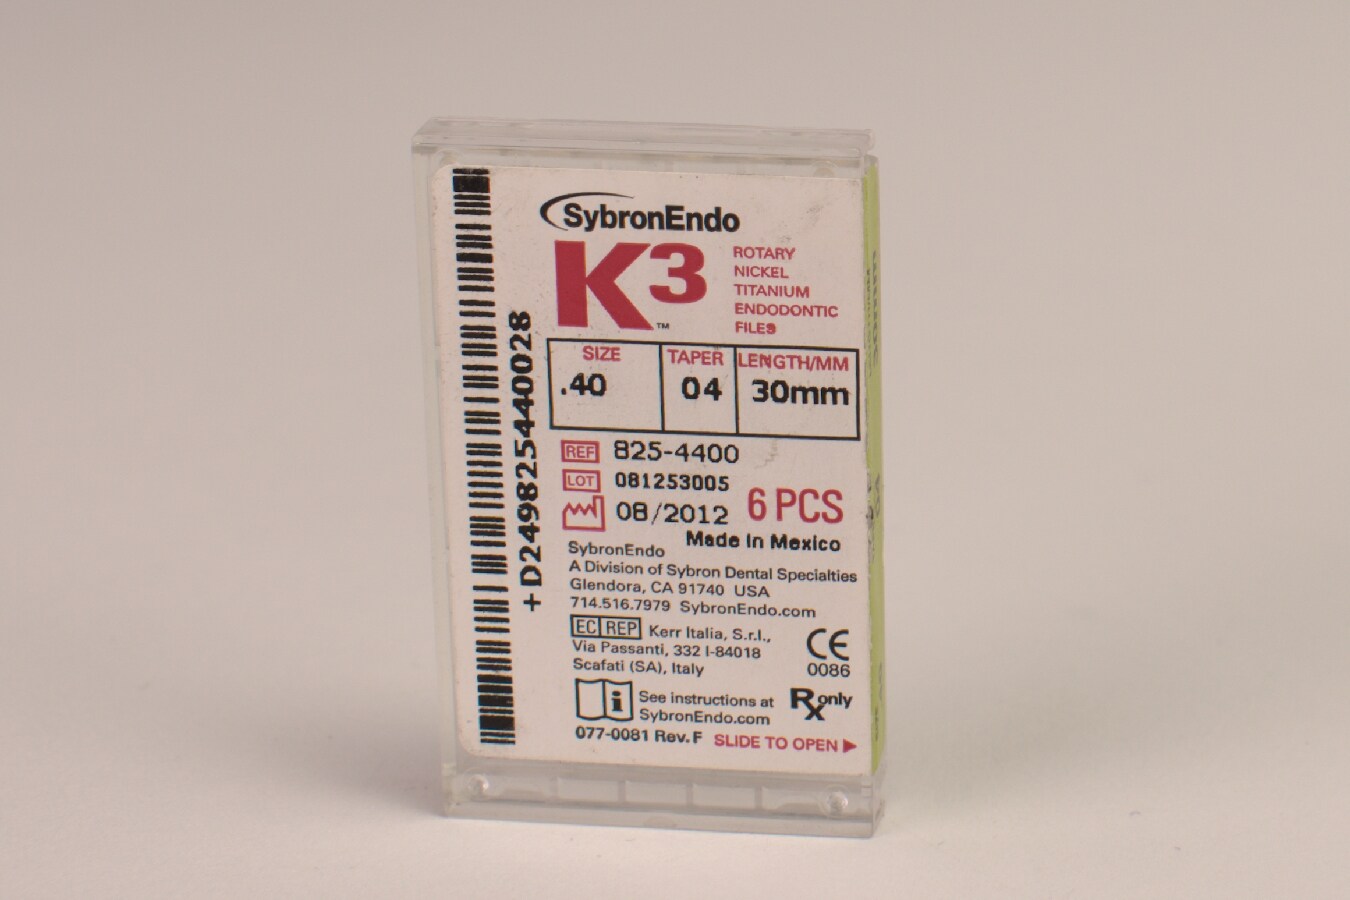 SybronEndo
K3™
ROTARY
NICKEL
TITANIUM
ENDODONTIC
FILES
SIZE TAPER LENGTH/MM
.40 04 30mm
REF 825-4400
LOT 081253005
08/2012 6 PCS
Made In Mexico
SybronEndo
A Division of Sybron Dental Specialties
Glendora, CA 91740 USA
714.516.7979 SybronEndo.com
EC REP Kerr Italia, S.r.l.,
Via Passanti, 332 I-84018
Scafati (SA), Italy
CE
0086
See instructions at
SybronEndo.com
Rx only
077-0081 Rev. F SLIDE TO OPEN
+D249825440028